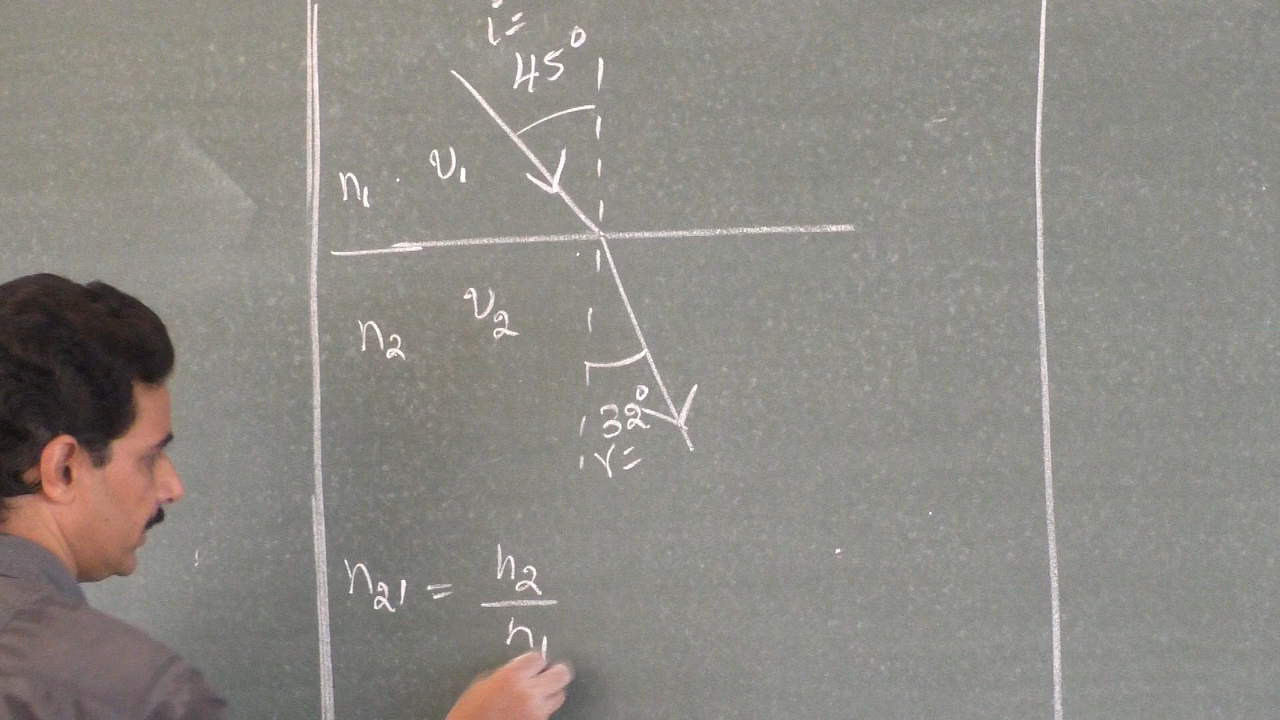 i =
45°
n₁ v₁
n₂ v₂
32°
r =
n₂₁ = n₂ / n₁